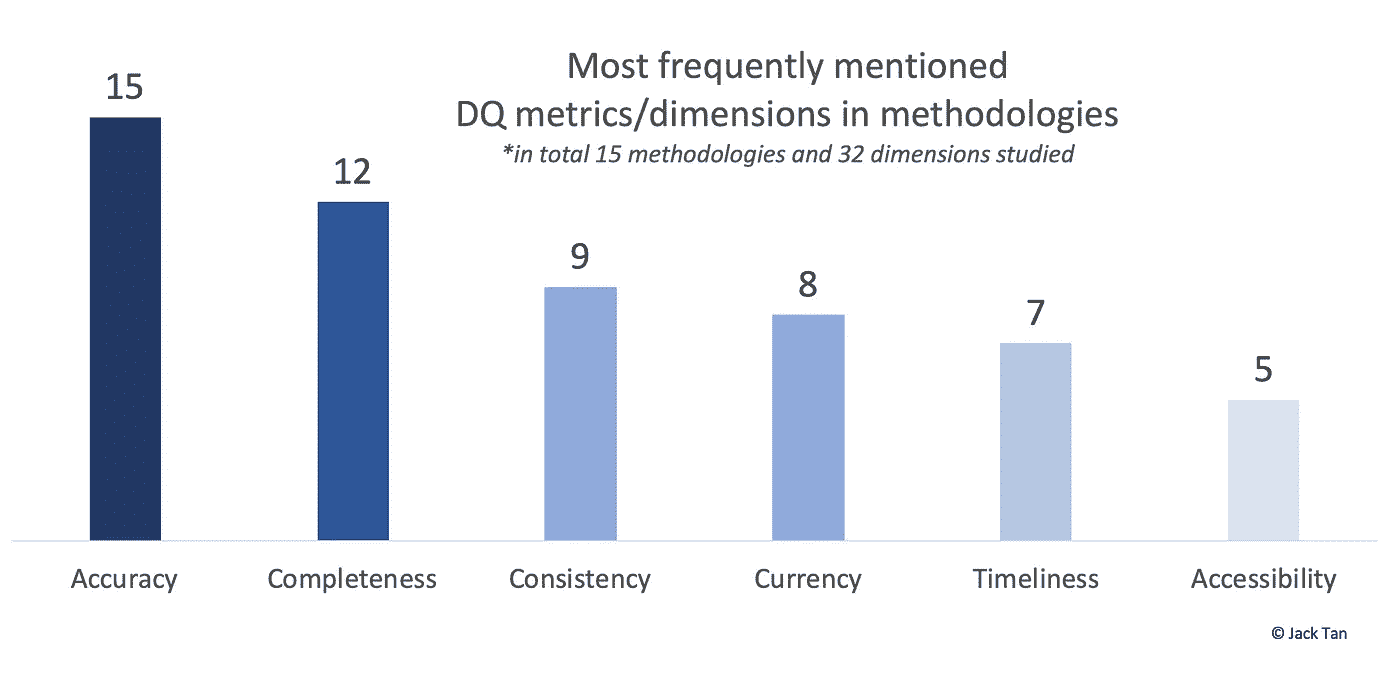 Most frequently mentioned
DQ metrics/dimensions in methodologies
*in total 15 methodologies and 32 dimensions studied
15
12
9
8
7
5
Accuracy
Completeness
Consistency
Currency
Timeliness
Accessibility
© Jack Tan